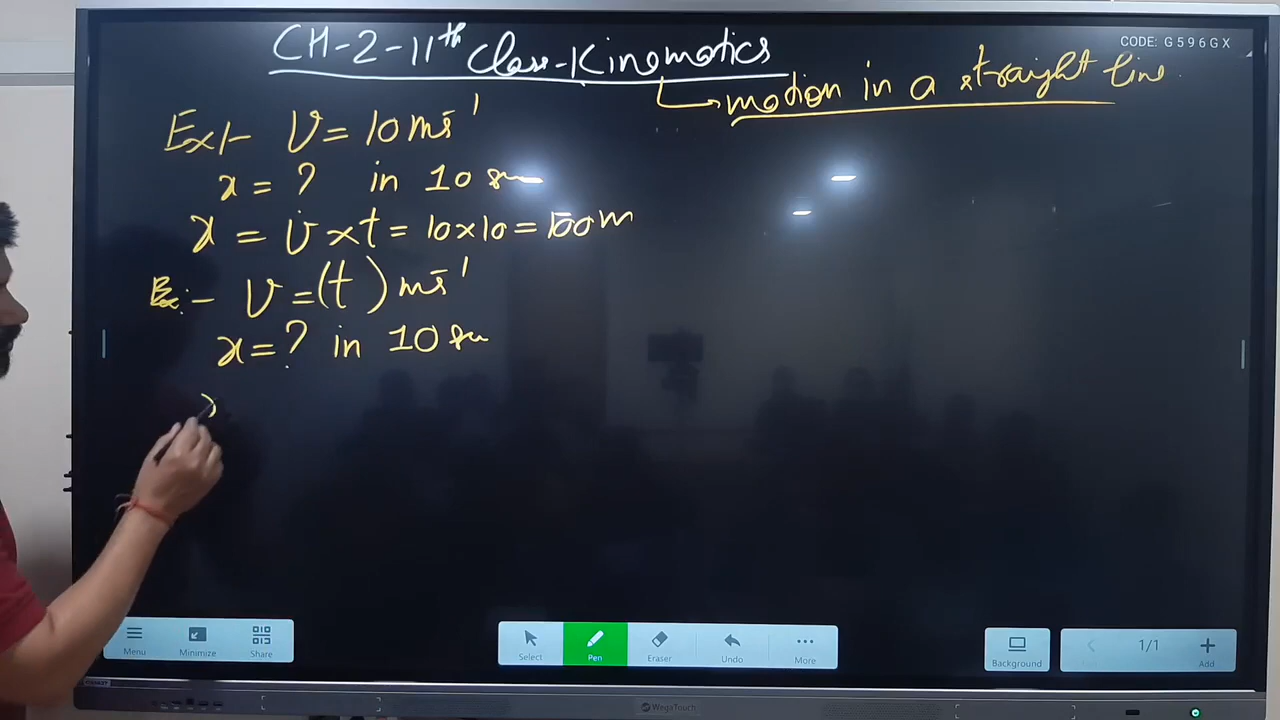 CODE: G596GX
CH-2-11th Class-Kinematics
motion in a straight line
Ex:- v = 10 ms⁻¹
x = ? in 10 sec
x = v × t = 10×10 = 100m
Ex:- v = (t) ms⁻¹
x = ? in 10 sec
Menu
Minimize
Share
Select
Pen
Eraser
Undo
More
Background
1/1
Add
WegaTouch